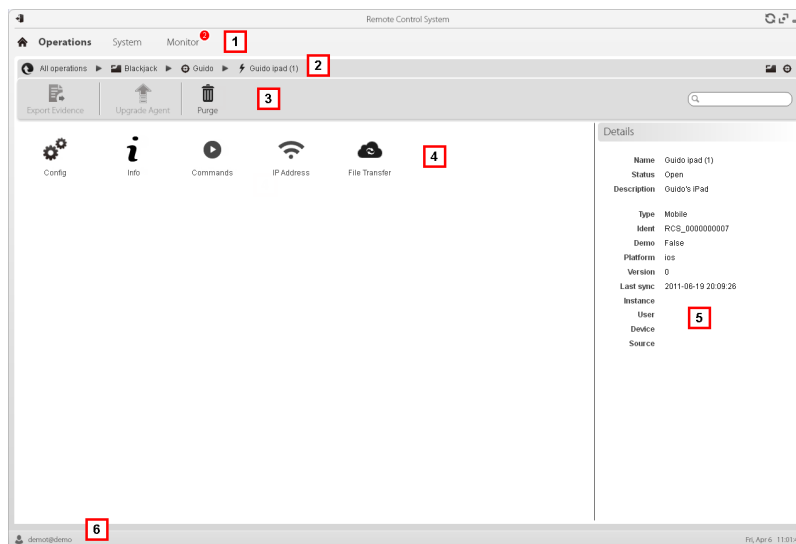 Remote Control System
Operations System Monitor 2 1
All operations Blackjack Guido Guido ipad (1) 2
Export Evidence Upgrade Agent Purge 3
Details
Config Info Commands IP Address File Transfer 4
Name Guido ipad (1)
Status Open
Description Guido's iPad
Type Mobile
Ident RCS_0000000007
Demo False
Platform ios
Version 0
Last sync 2011-06-19 20:09:26
Instance
User 5
Device
Source
6
demot@demo Fri, Apr 6 11:01